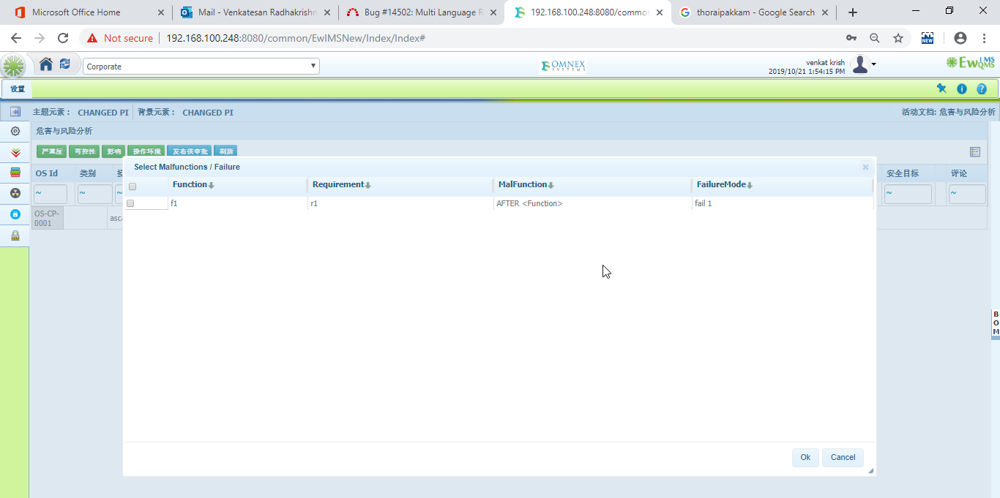 Microsoft Office Home
Mail - Venkatesan Radhakrishn
Bug #14502: Multi Language R
192.168.100.248:8080/commo
thoraipakkam - Google Search
Not secure
192.168.100.248:8080/common/EwIMSNew/Index/Index#
Corporate
OMNEX
SYSTEMS
venkat krish
2019/10/21 1:54:15 PM
EwIMS
QMS
设置
主题元素： CHANGED PI
背景元素： CHANGED PI
活动文档: 危害与风险分析
危害与风险分析
严重度
可控性
影响
操作环境
发布供审批
刷新
OS Id
类别
安全目标
评论
~
~
~
~
~
OS-CP-
0001
asca
Select Malfunctions / Failure
Function
Requirement
MalFunction
FailureMode
f1
r1
AFTER <Function>
fail 1
Ok
Cancel
B
O
M
NEW